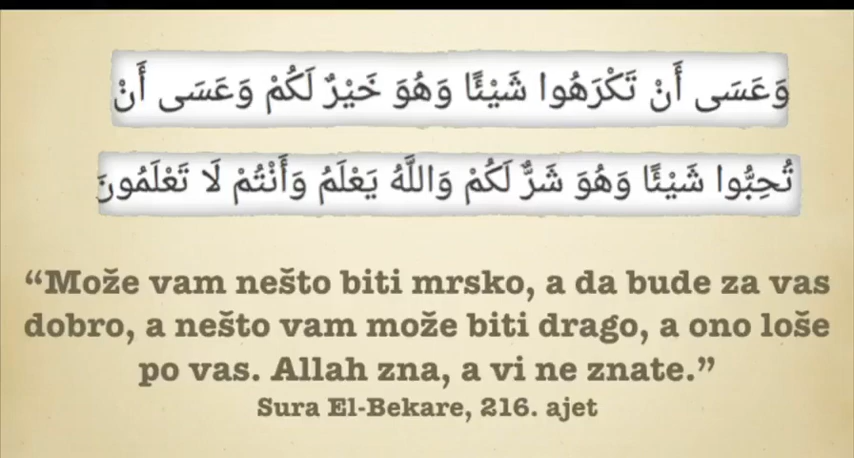 وَعَسَى أَنْ تَكْرَهُوا شَيْئًا وَهُوَ خَيْرٌ لَكُمْ وَعَسَى أَنْ
تُحِبُّوا شَيْئًا وَهُوَ شَرٌّ لَكُمْ وَاللَّهُ يَعْلَمُ وَأَنْتُمْ لَا تَعْلَمُونَ
“Može vam nešto biti mrsko, a da bude za vas
dobro, a nešto vam može biti drago, a ono loše
po vas. Allah zna, a vi ne znate.”
Sura El-Bekare, 216. ajet